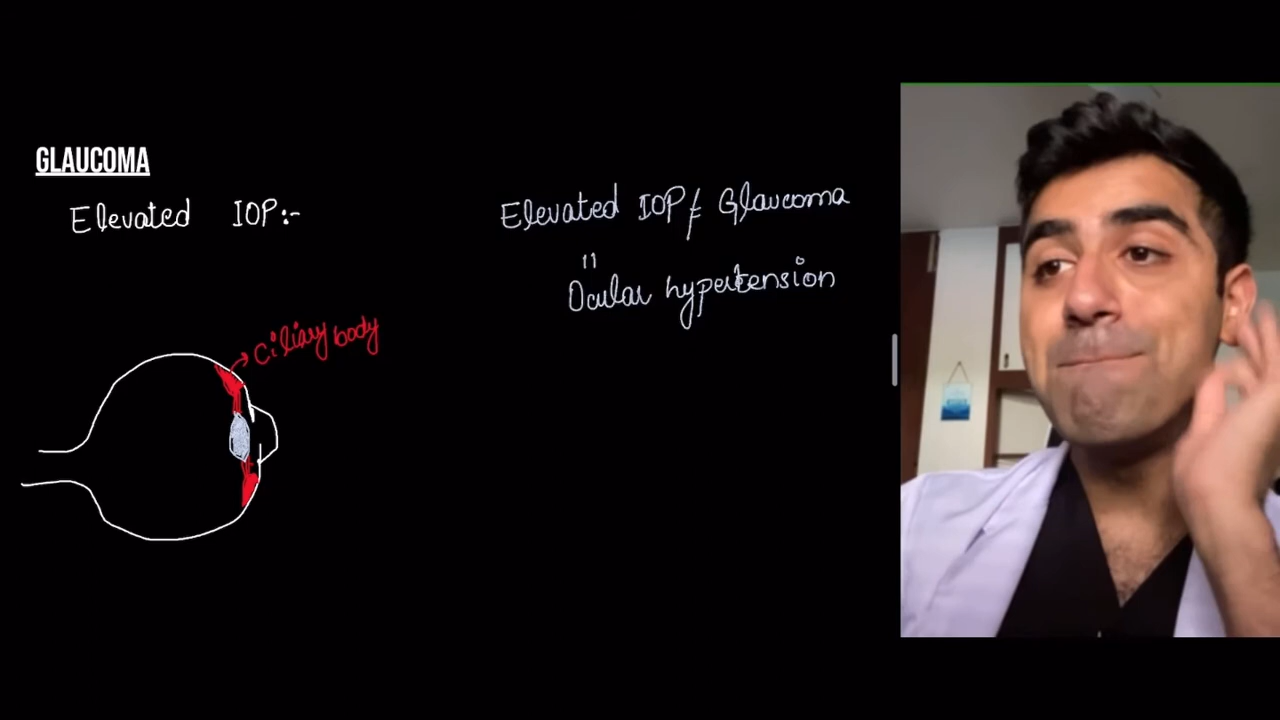 GLAUCOMA
Elevated IOP:-
Elevated IOP ≠ Glaucoma
=
Ocular hypertension
Ciliary body